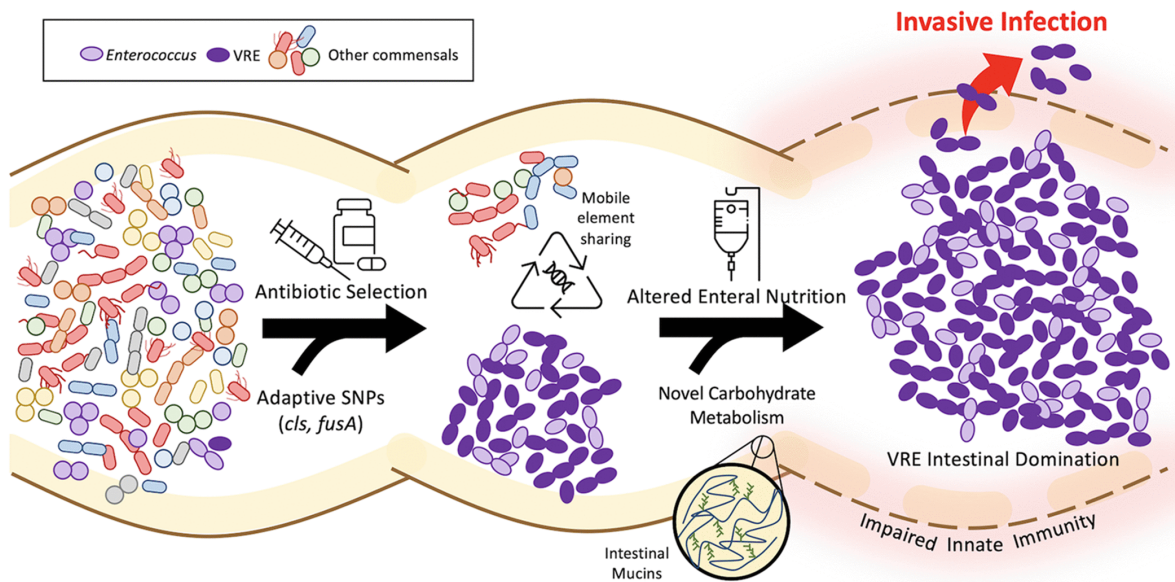 Enterococcus
VRE
Other commensals
Invasive Infection
Antibiotic Selection
Adaptive SNPs
(cls, fusA)
Mobile
element
sharing
Altered Enteral Nutrition
Novel Carbohydrate
Metabolism
Intestinal
Mucins
VRE Intestinal Domination
Impaired Innate Immunity